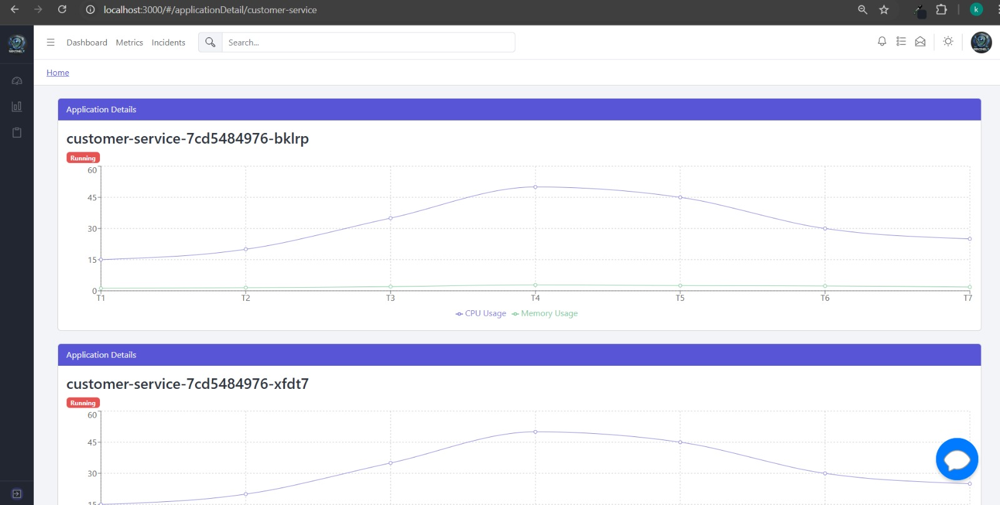 localhost:3000/#/applicationDetail/customer-service
k
SENTINELY
Dashboard Metrics Incidents Search...
SENTINELY
Home
Application Details
customer-service-7cd5484976-bklrp
Running
60
45
30
15
0
T1 T2 T3 T4 T5 T6 T7
CPU Usage Memory Usage
Application Details
customer-service-7cd5484976-xfdt7
Running
60
45
30
15